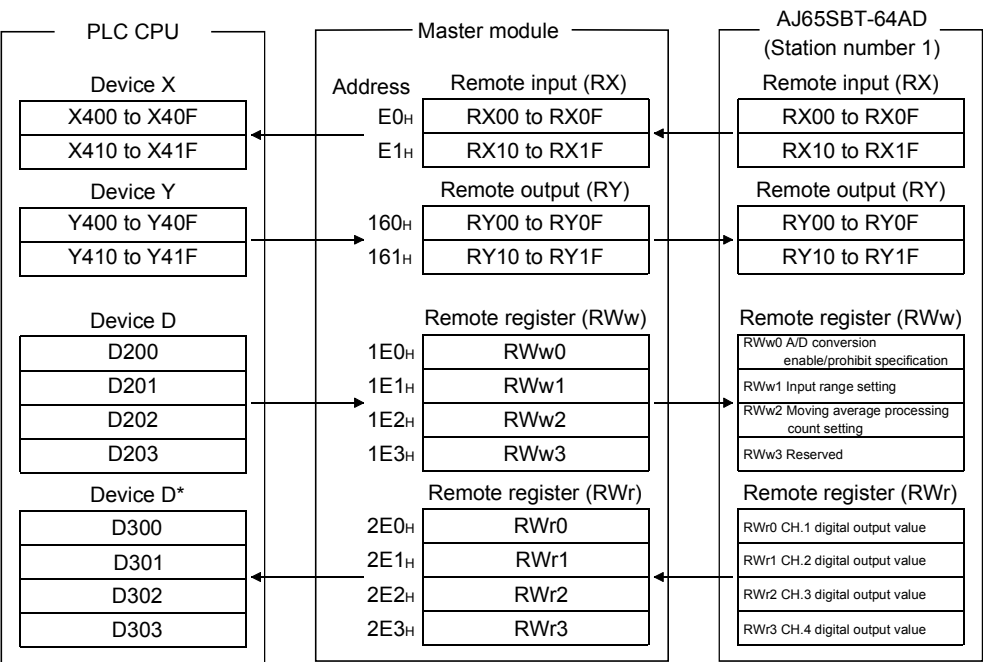 PLC CPU
Master module
AJ65SBT-64AD
(Station number 1)
Device X
Address
Remote input (RX)
Remote input (RX)
X400 to X40F
E0H
RX00 to RX0F
RX00 to RX0F
X410 to X41F
E1H
RX10 to RX1F
RX10 to RX1F
Device Y
Remote output (RY)
Remote output (RY)
Y400 to Y40F
160H
RY00 to RY0F
RY00 to RY0F
Y410 to Y41F
161H
RY10 to RY1F
RY10 to RY1F
Device D
Remote register (RWw)
Remote register (RWw)
D200
1E0H
RWw0
RWw0 A/D conversion
enable/prohibit specification
D201
1E1H
RWw1
RWw1 Input range setting
D202
1E2H
RWw2
RWw2 Moving average processing
count setting
D203
1E3H
RWw3
RWw3 Reserved
Device D*
Remote register (RWr)
Remote register (RWr)
D300
2E0H
RWr0
RWr0 CH.1 digital output value
D301
2E1H
RWr1
RWr1 CH.2 digital output value
D302
2E2H
RWr2
RWr2 CH.3 digital output value
D303
2E3H
RWr3
RWr3 CH.4 digital output value